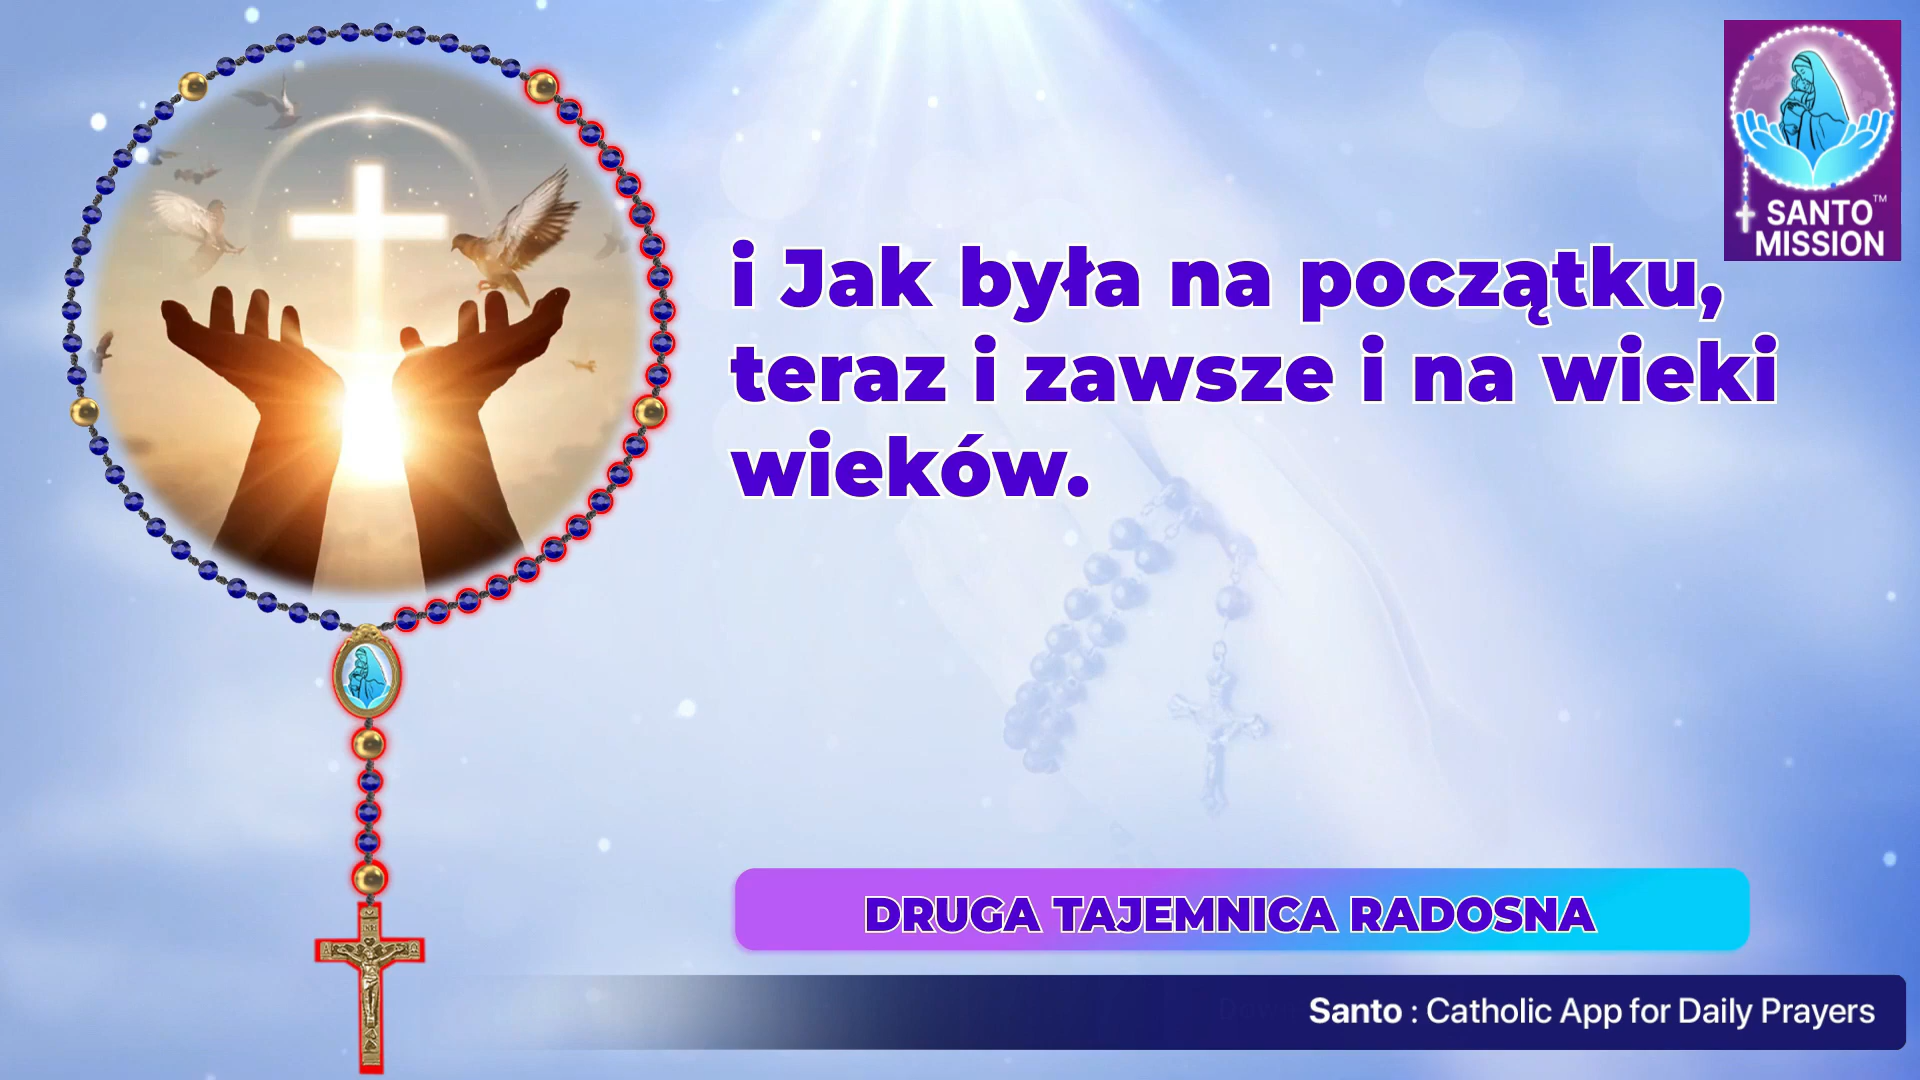 SANTO™
MISSION
i Jak była na początku,
teraz i zawsze i na wieki
wieków.
DRUGA TAJEMNICA RADOSNA
Santo : Catholic App for Daily Prayers